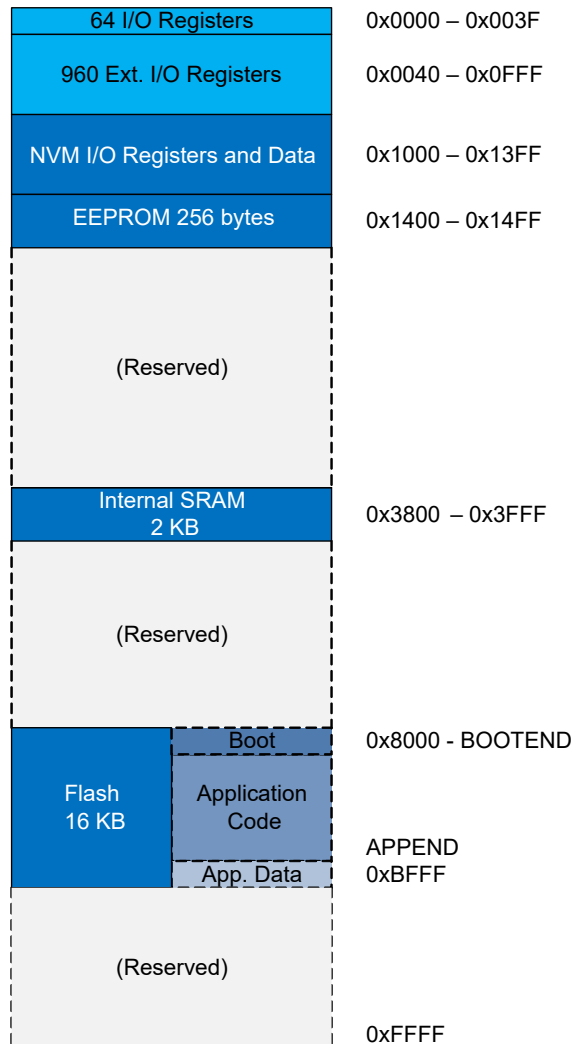 64 I/O Registers 0x0000 – 0x003F
960 Ext. I/O Registers 0x0040 – 0x0FFF
NVM I/O Registers and Data 0x1000 – 0x13FF
EEPROM 256 bytes 0x1400 – 0x14FF
(Reserved)
Internal SRAM
2 KB
0x3800 – 0x3FFF
(Reserved)
Flash
16 KB
Boot
0x8000 - BOOTEND
Application
Code
APPEND
App. Data
0xBFFF
(Reserved)
0xFFFF